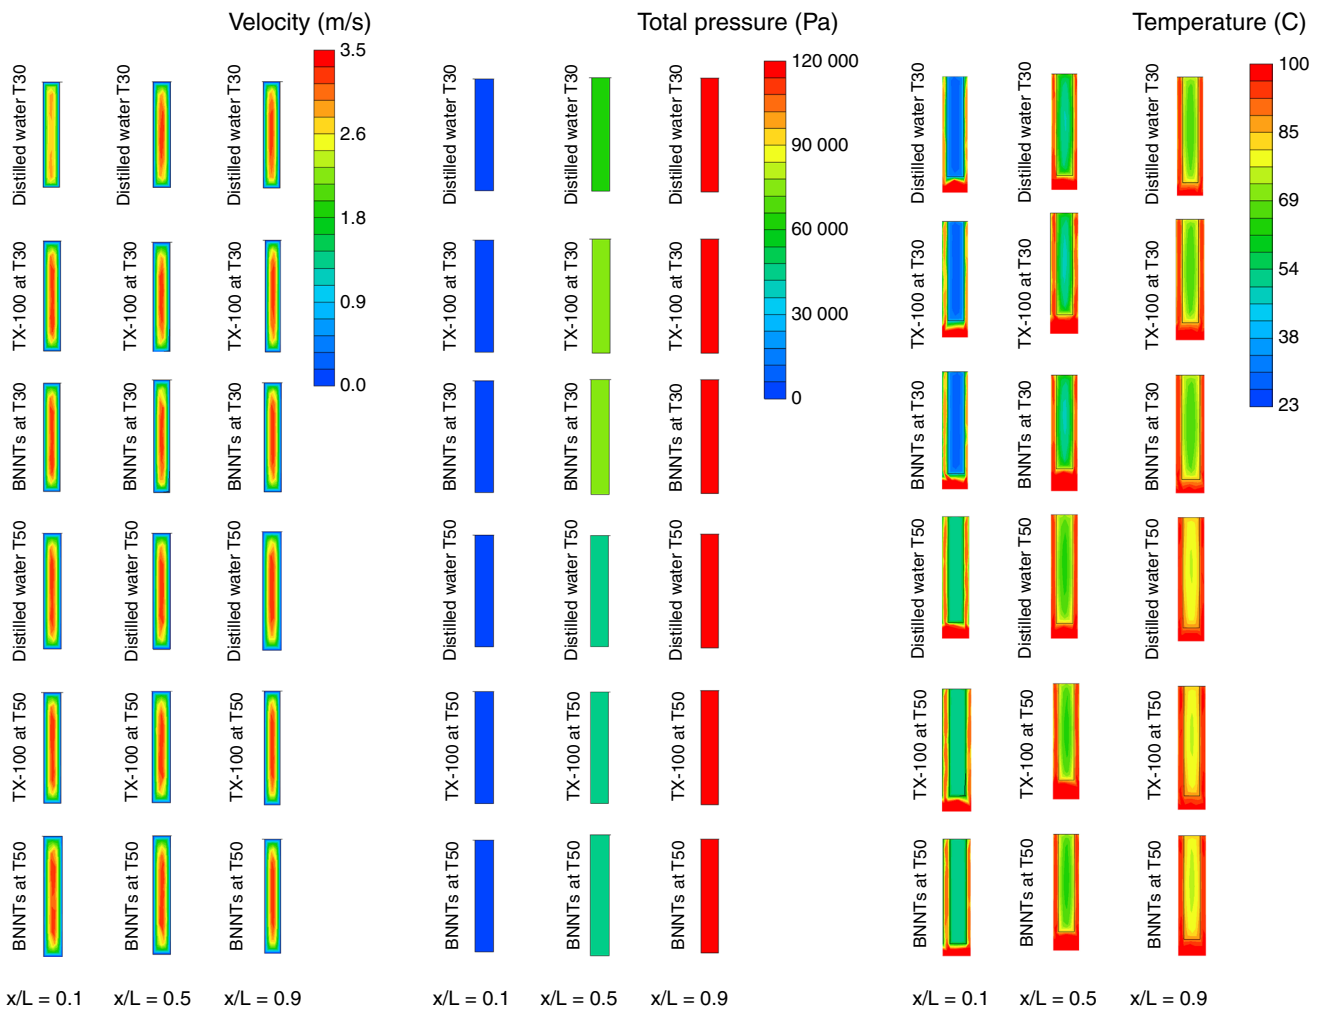 Velocity (m/s)
Total pressure (Pa)
Temperature (C)
3.5
2.6
1.8
0.9
0.0
120 000
90 000
60 000
30 000
0
100
85
69
54
38
23
Distilled water T30
Distilled water T30
Distilled water T30
Distilled water T30
Distilled water T30
Distilled water T30
Distilled water T30
Distilled water T30
Distilled water T30
TX-100 at T30
TX-100 at T30
TX-100 at T30
TX-100 at T30
TX-100 at T30
TX-100 at T30
TX-100 at T30
TX-100 at T30
TX-100 at T30
BNNTs at T30
BNNTs at T30
BNNTs at T30
BNNTs at T30
BNNTs at T30
BNNTs at T30
BNNTs at T30
BNNTs at T30
BNNTs at T30
Distilled water T50
Distilled water T50
Distilled water T50
Distilled water T50
Distilled water T50
Distilled water T50
Distilled water T50
Distilled water T50
Distilled water T50
TX-100 at T50
TX-100 at T50
TX-100 at T50
TX-100 at T50
TX-100 at T50
TX-100 at T50
TX-100 at T50
TX-100 at T50
TX-100 at T50
BNNTs at T50
BNNTs at T50
BNNTs at T50
BNNTs at T50
BNNTs at T50
BNNTs at T50
BNNTs at T50
BNNTs at T50
BNNTs at T50
x/L = 0.1
x/L = 0.5
x/L = 0.9
x/L = 0.1
x/L = 0.5
x/L = 0.9
x/L = 0.1
x/L = 0.5
x/L = 0.9